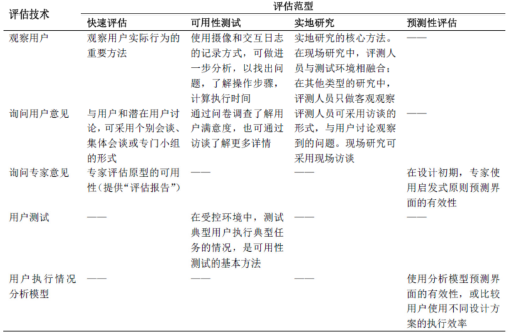 评估技术
评估范型
快速评估
可用性测试
实地研究
预测性评估
观察用户
观察用户实际行为的
重要方法
使用摄像和交互日志
的记录方式，可做进
一步分析，以找出问
题，了解操作步骤，
计算执行时间
实地研究的核心方法。
在现场研究中，评测人
员与测试环境相融合；
在其他类型的研究中，
评测人员只做客观观察
——
询问用户意见
与用户和潜在用户讨
论，可采用个别会谈、
集体会谈或专门小组
的形式
通过问卷调查了解用
户满意度，也可通过
访谈了解更多详情
评测人员可采用访谈的
形式，与用户讨论观察
到的问题。现场研究可
采用现场访谈
——
询问专家意见
专家评估原型的可用
性(提供“评估报告”)
——
——
在设计初期，专家使
用启发式原则预测界
面的有效性
用户测试
——
在受控环境中，测试
典型用户执行典型任
务的情况，是可用性
测试的基本方法
——
——
用户执行情况
分析模型
——
——
——
使用分析模型预测界
面的有效性，或比较
用户使用不同设计方
案的执行效率